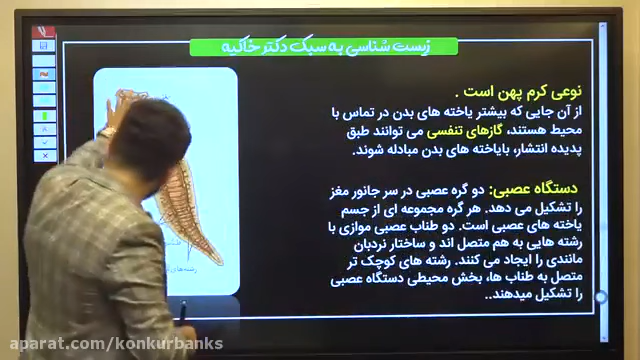 زیست شناسی به سبک دکتر خاکیه
نوعی کرم پهن است .
از آن جایی که بیشتر یاخته های بدن در تماس با
محیط هستند، گازهای تنفسی می توانند طبق
پدیده انتشار، بایاخته های بدن مبادله شوند.
دستگاه عصبی: دو گره عصبی در سر جانور مغز
را تشکیل می دهد. هر گره مجموعه ای از جسم
یاخته های عصبی است. دو طناب عصبی موازی با
رشته هایی به هم متصل اند و ساختار نردبان
مانندی را ایجاد می کنند. رشته های کوچک تر
متصل به طناب ها، بخش محیطی دستگاه عصبی
را تشکیل میدهند..
aparat.com/konkurbanks